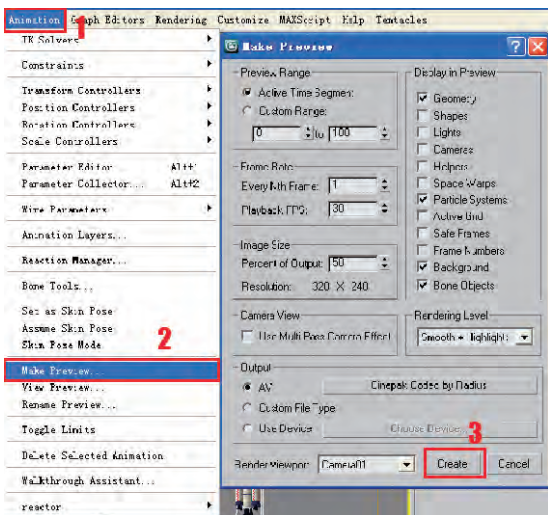 Animation Graph Editors Rendering Customize MAXScript Help Tentacles
1
IK Solvers
Constraints
Transform Controllers
Position Controllers
Rotation Controllers
Scale Controllers
Parameter Editor... Alt+1
Parameter Collector... Alt+2
Wire Parameters
Animation Layers...
Reaction Manager...
Bone Tools...
Set as Skin Pose
Assume Skin Pose
Skin Pose Mode
2
Make Preview...
View Preview...
Rename Preview...
Toggle Limits
Delete Selected Animation
Walkthrough Assistant...
reactor
Make Preview
Preview Range
Active Time Segment
Custom Range:
0 to 100
Frame Rate
Every Nth Frame: 1
Playback FPS: 30
Image Size
Percent of Output: 50
Resolution: 320 X 240
Camera View
Use Multi Pass Camera Effect
Display in Preview
Geometry
Shapes
Lights
Cameras
Helpers
Space Warps
Particle Systems
Active Grid
Safe Frames
Frame Numbers
Background
Bone Objects
Rendering Level
Smooth + Highlights
Output
AVI Cinepak Codec by Radius
Custom File Type
Use Device Choose Device...
3
Render Viewport: Camera01 Create Cancel